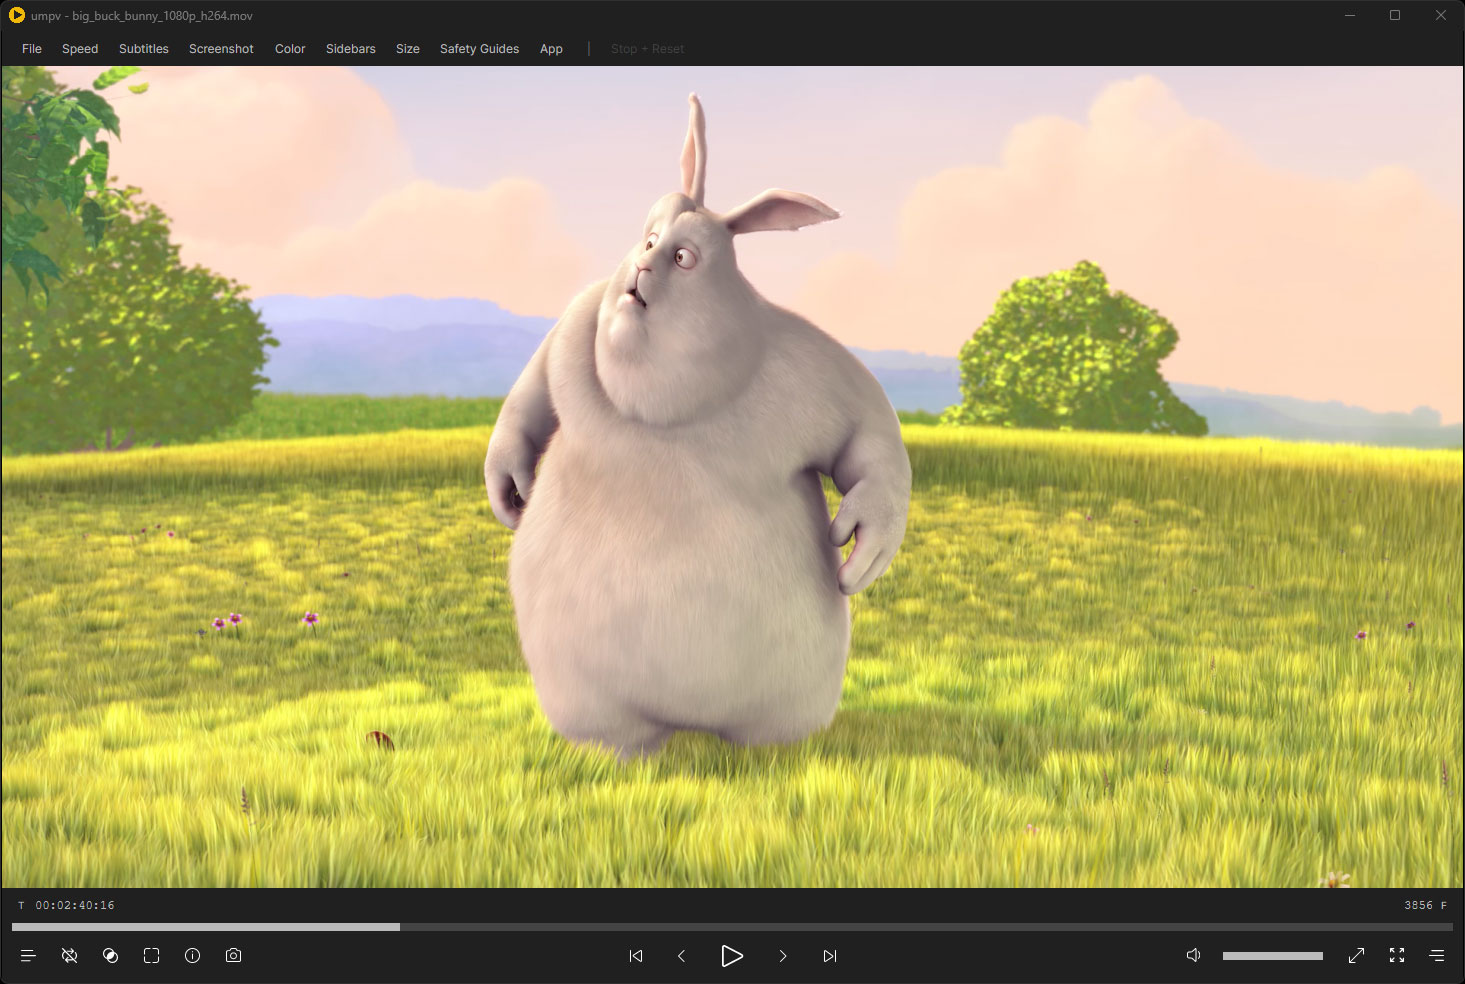 umpv - big_buck_bunny_1080p_h264.mov
File Speed Subtitles Screenshot Color Sidebars Size Safety Guides App Stop + Reset
T 00:02:40:16 3856 F